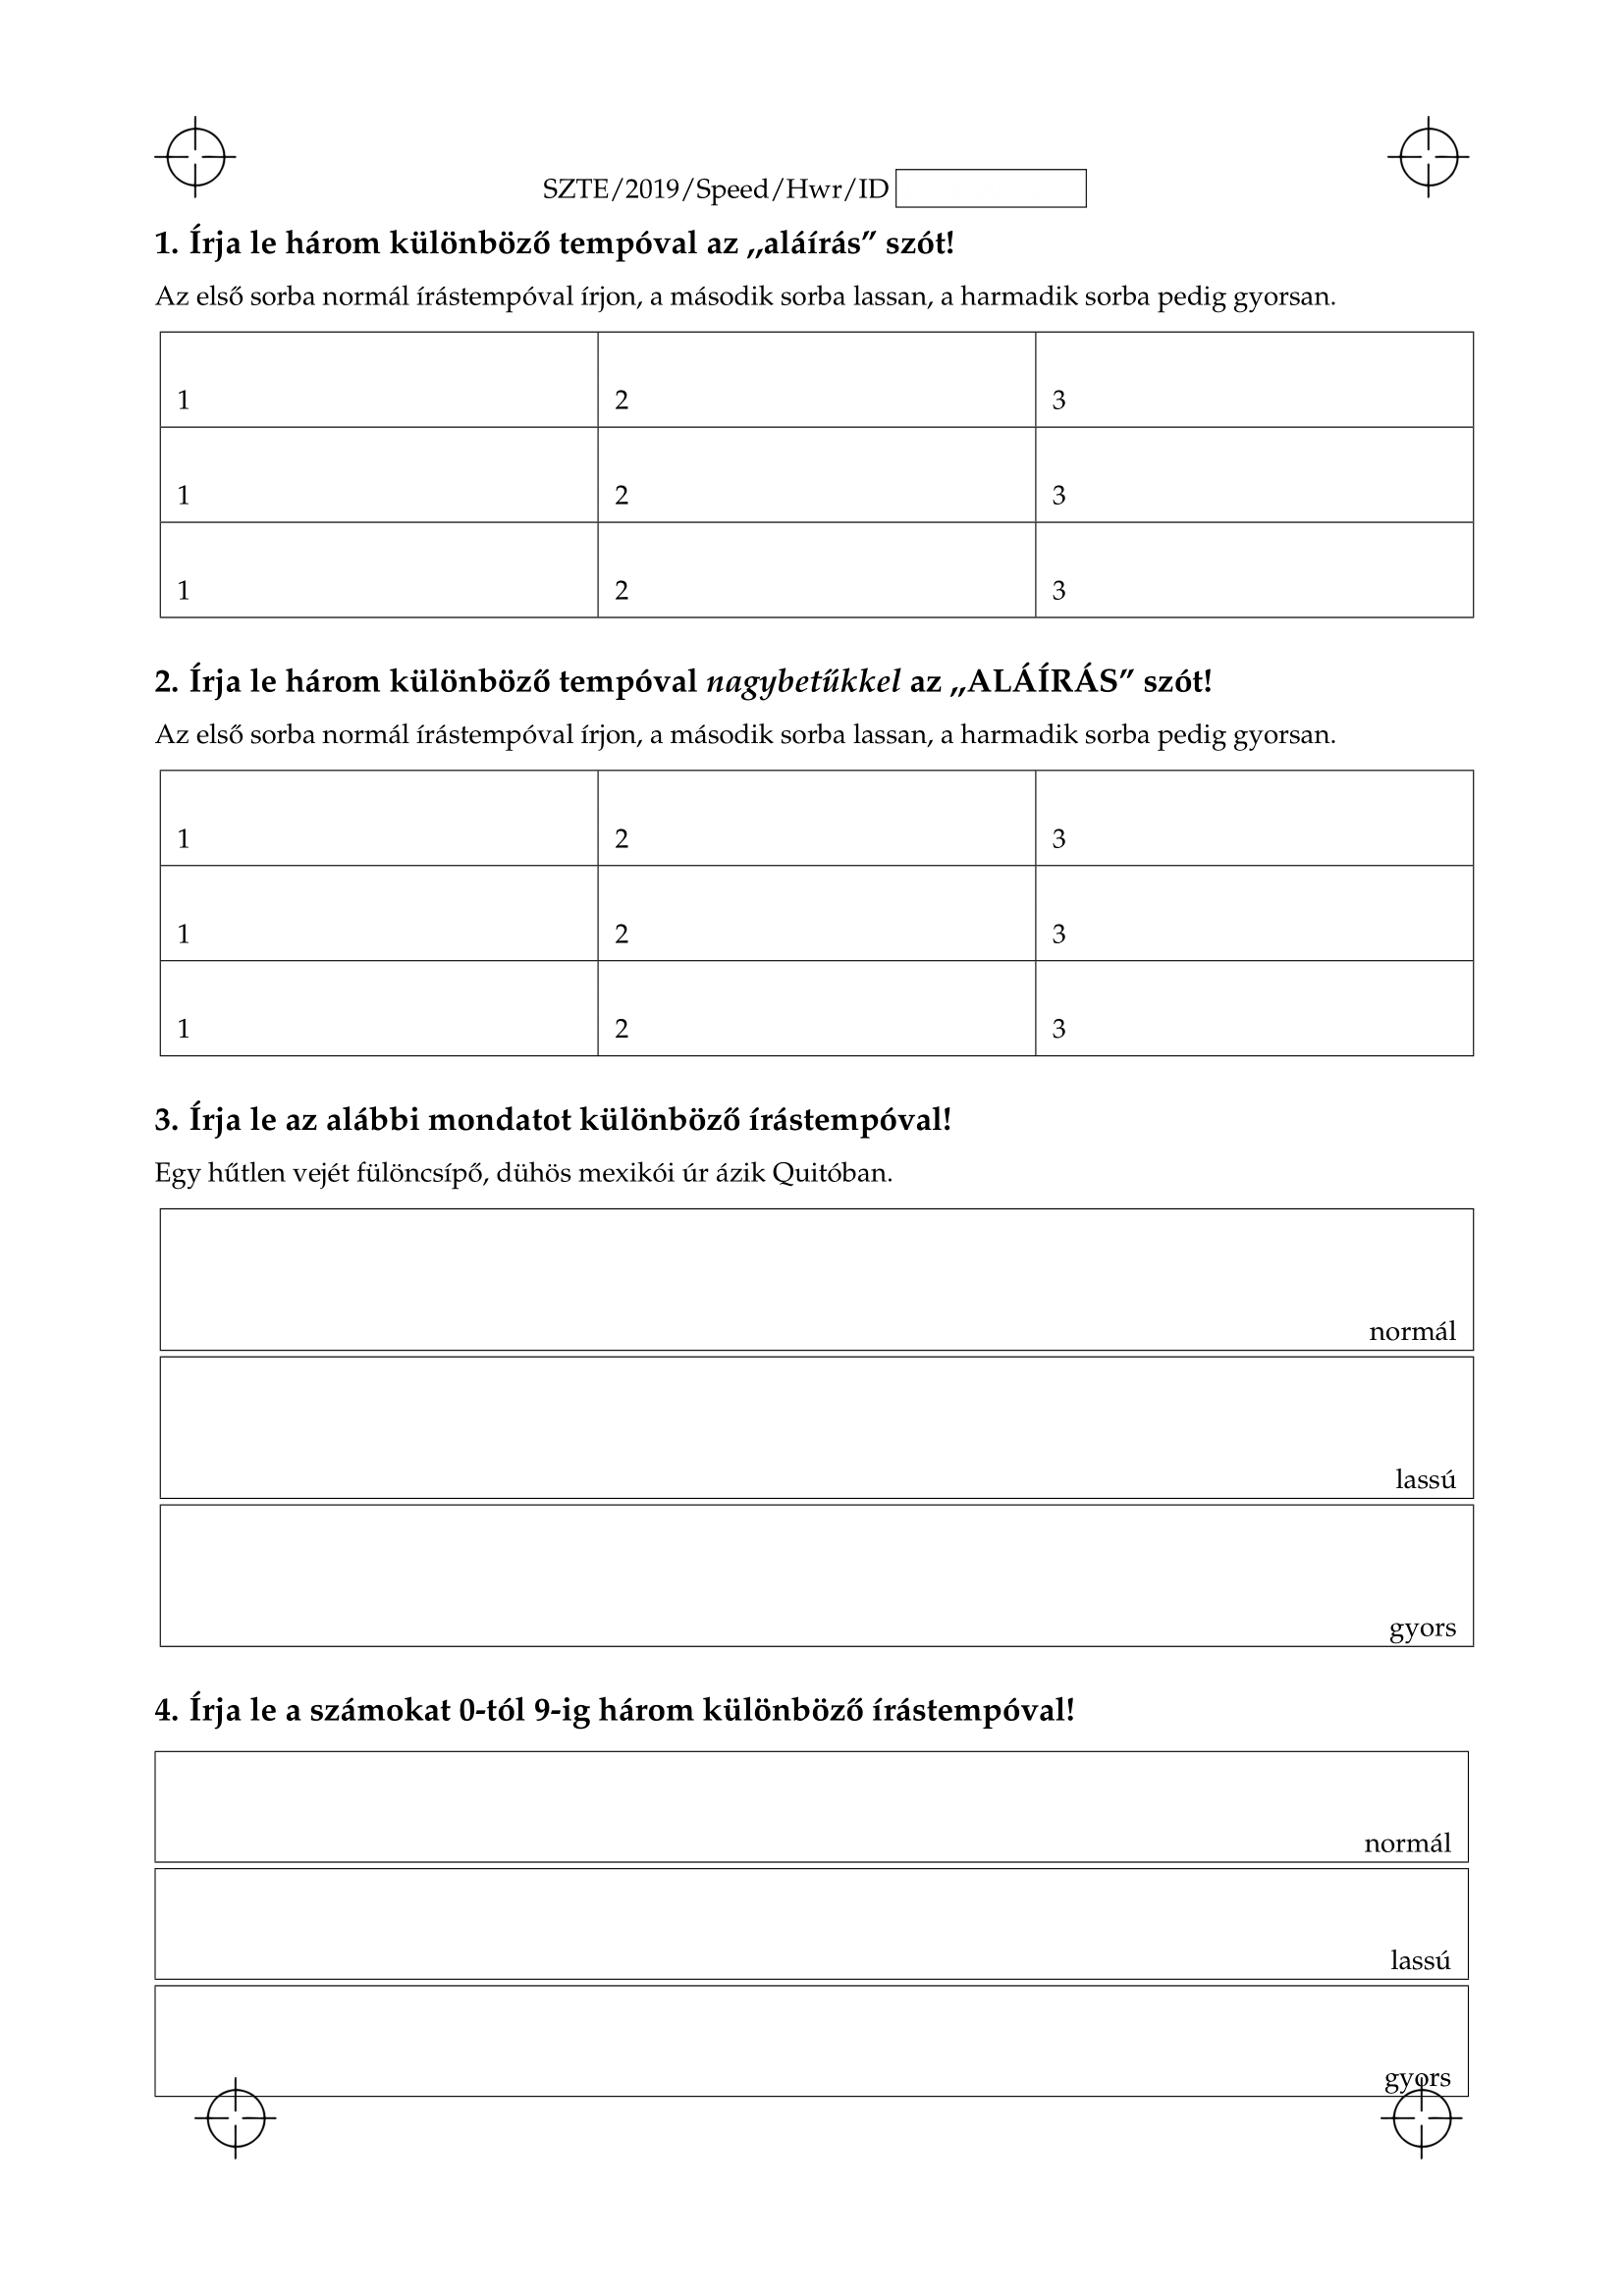 SZTE/2019/Speed/Hwr/ID
1. Írja le három különböző tempóval az ,,aláírás” szót!
Az első sorba normál írástempóval írjon, a második sorba lassan, a harmadik sorba pedig gyorsan.
1 2 3
1 2 3
1 2 3
2. Írja le három különböző tempóval nagybetűkkel az ,,ALÁÍRÁS” szót!
Az első sorba normál írástempóval írjon, a második sorba lassan, a harmadik sorba pedig gyorsan.
1 2 3
1 2 3
1 2 3
3. Írja le az alábbi mondatot különböző írástempóval!
Egy hűtlen vejét fülöncsípő, dühös mexikói úr ázik Quitóban.
normál
lassú
gyors
4. Írja le a számokat 0-tól 9-ig három különböző írástempóval!
normál
lassú
gyors